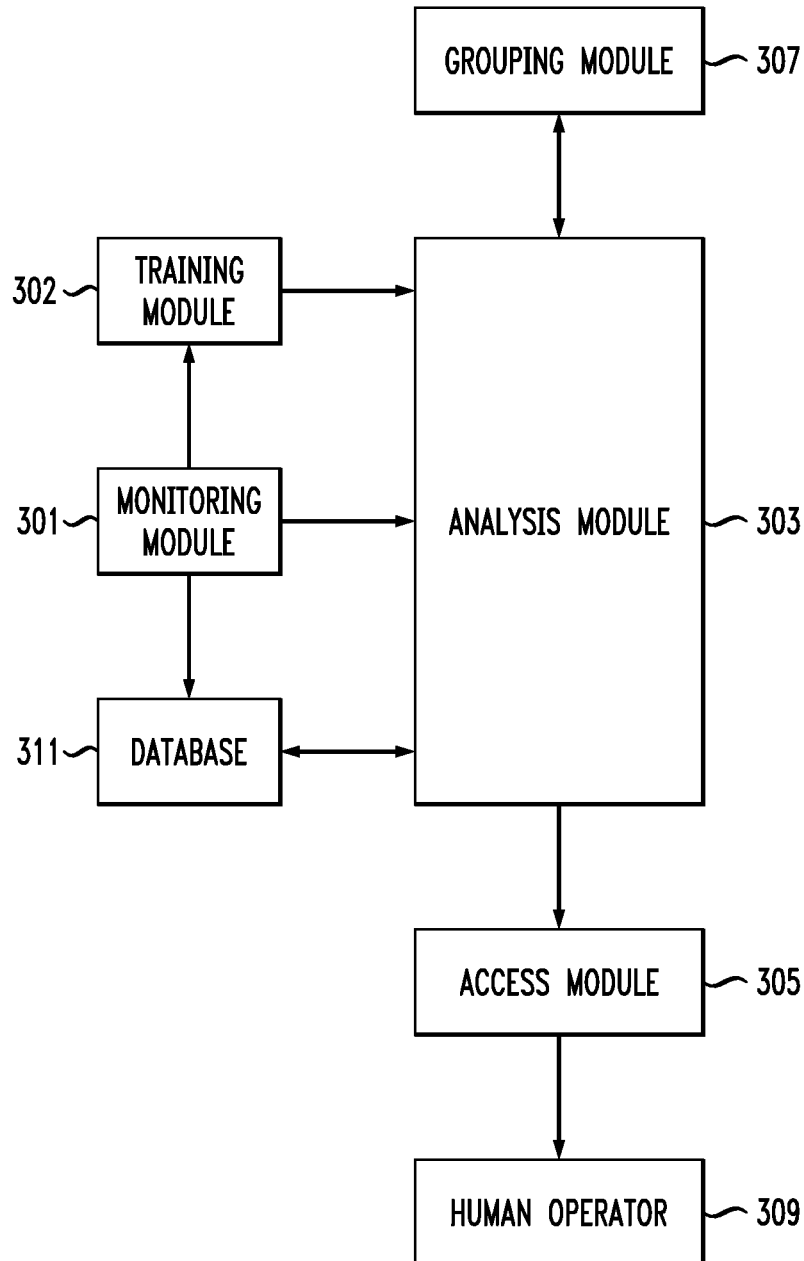 GROUPING MODULE
307
TRAINING
MODULE
302
MONITORING
MODULE
301
ANALYSIS MODULE
303
DATABASE
311
ACCESS MODULE
305
HUMAN OPERATOR
309